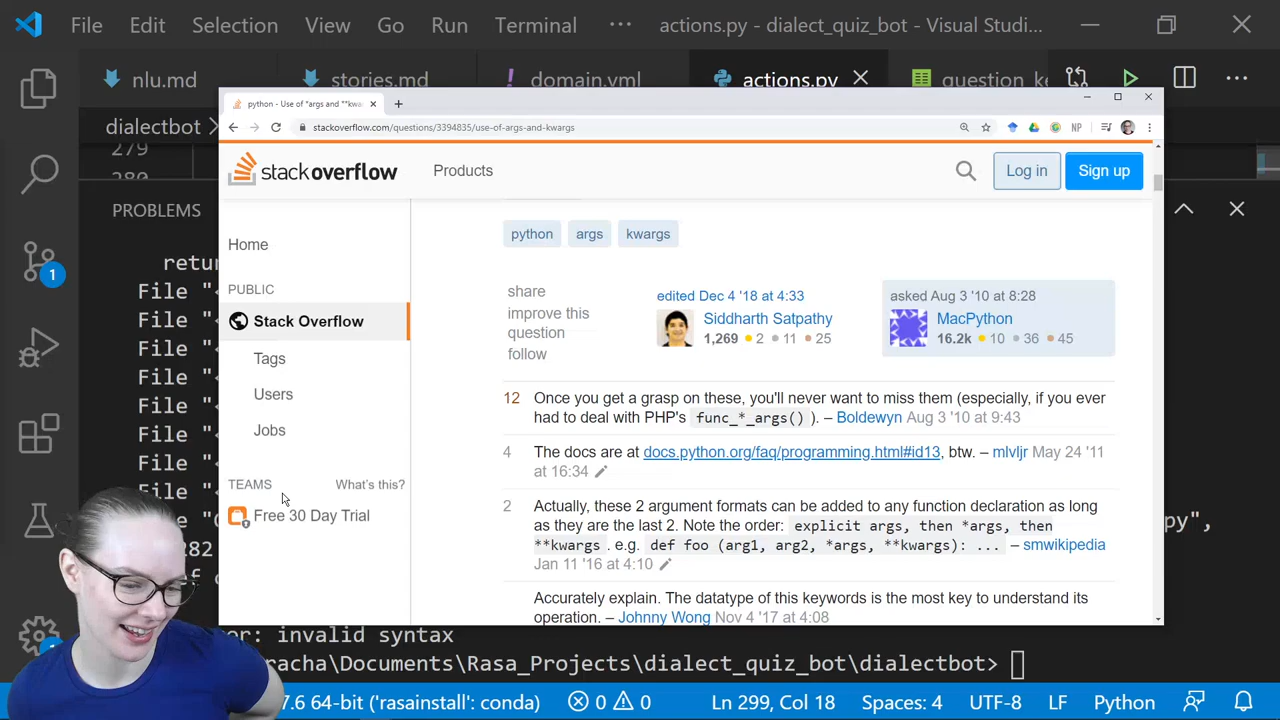 File Edit Selection View Go Run Terminal ··· actions.py - dialect_quiz_bot - Visual Studi...
nlu.md stories.md ! domain.yml actions.py question_ke ···
dialectbot >
279
PROBLEMS
retur
File "<
File "
File "
File "
File "
File "
File "
File "
282
python - Use of *args and **kwa
stackoverflow.com/questions/3394835/use-of-args-and-kwargs
NP
stackoverflow Products Log in Sign up
Home
PUBLIC
Stack Overflow
Tags
Users
Jobs
TEAMS What's this?
Free 30 Day Trial
python args kwargs
share
improve this
question
follow
edited Dec 4 '18 at 4:33
Siddharth Satpathy
1,269 2 11 25
asked Aug 3 '10 at 8:28
MacPython
16.2k 10 36 45
12 Once you get a grasp on these, you'll never want to miss them (especially, if you ever
had to deal with PHP's func_*_args() ). – Boldewyn Aug 3 '10 at 9:43
4 The docs are at docs.python.org/faq/programming.html#id13, btw. – mlvljr May 24 '11
at 16:34
2 Actually, these 2 argument formats can be added to any function declaration as long
as they are the last 2. Note the order: explicit args, then *args, then
**kwargs . e.g. def foo (arg1, arg2, *args, **kwargs): ... – smwikipedia
Jan 11 '16 at 4:10
Accurately explain. The datatype of this keywords is the most key to understand its
operation. – Johnny Wong Nov 4 '17 at 4:08
py",
or: invalid syntax
racha\Documents\Rasa_Projects\dialect_quiz_bot\dialectbot>
1
7.6 64-bit ('rasainstall': conda) 0 0 Ln 299, Col 18 Spaces: 4 UTF-8 LF Python